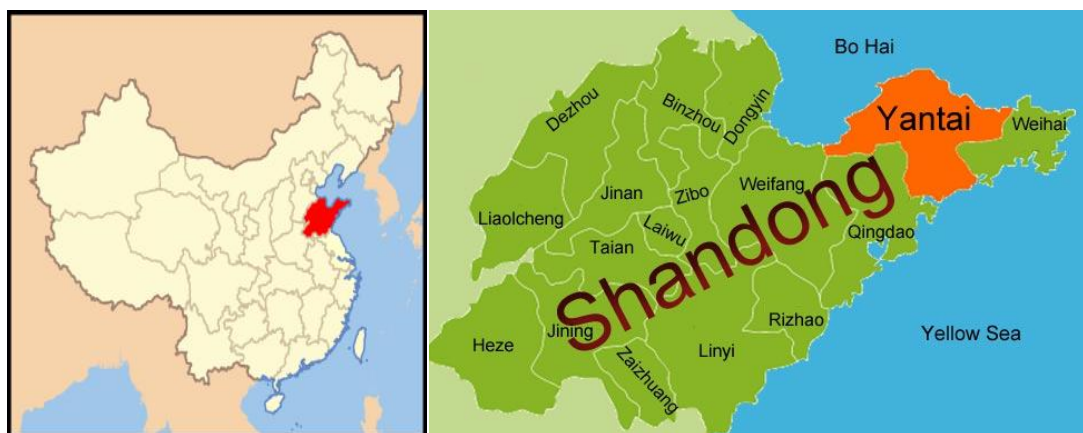 Bo Hai
Yantai
Weihai
Dezhou
Binzhou
Dongyin
Jinan
Zibo
Weifang
Liaolcheng
Taian
Laiwu
Qingdao
Shandong
Heze
Jining
Zaizhuang
Linyi
Rizhao
Yellow Sea